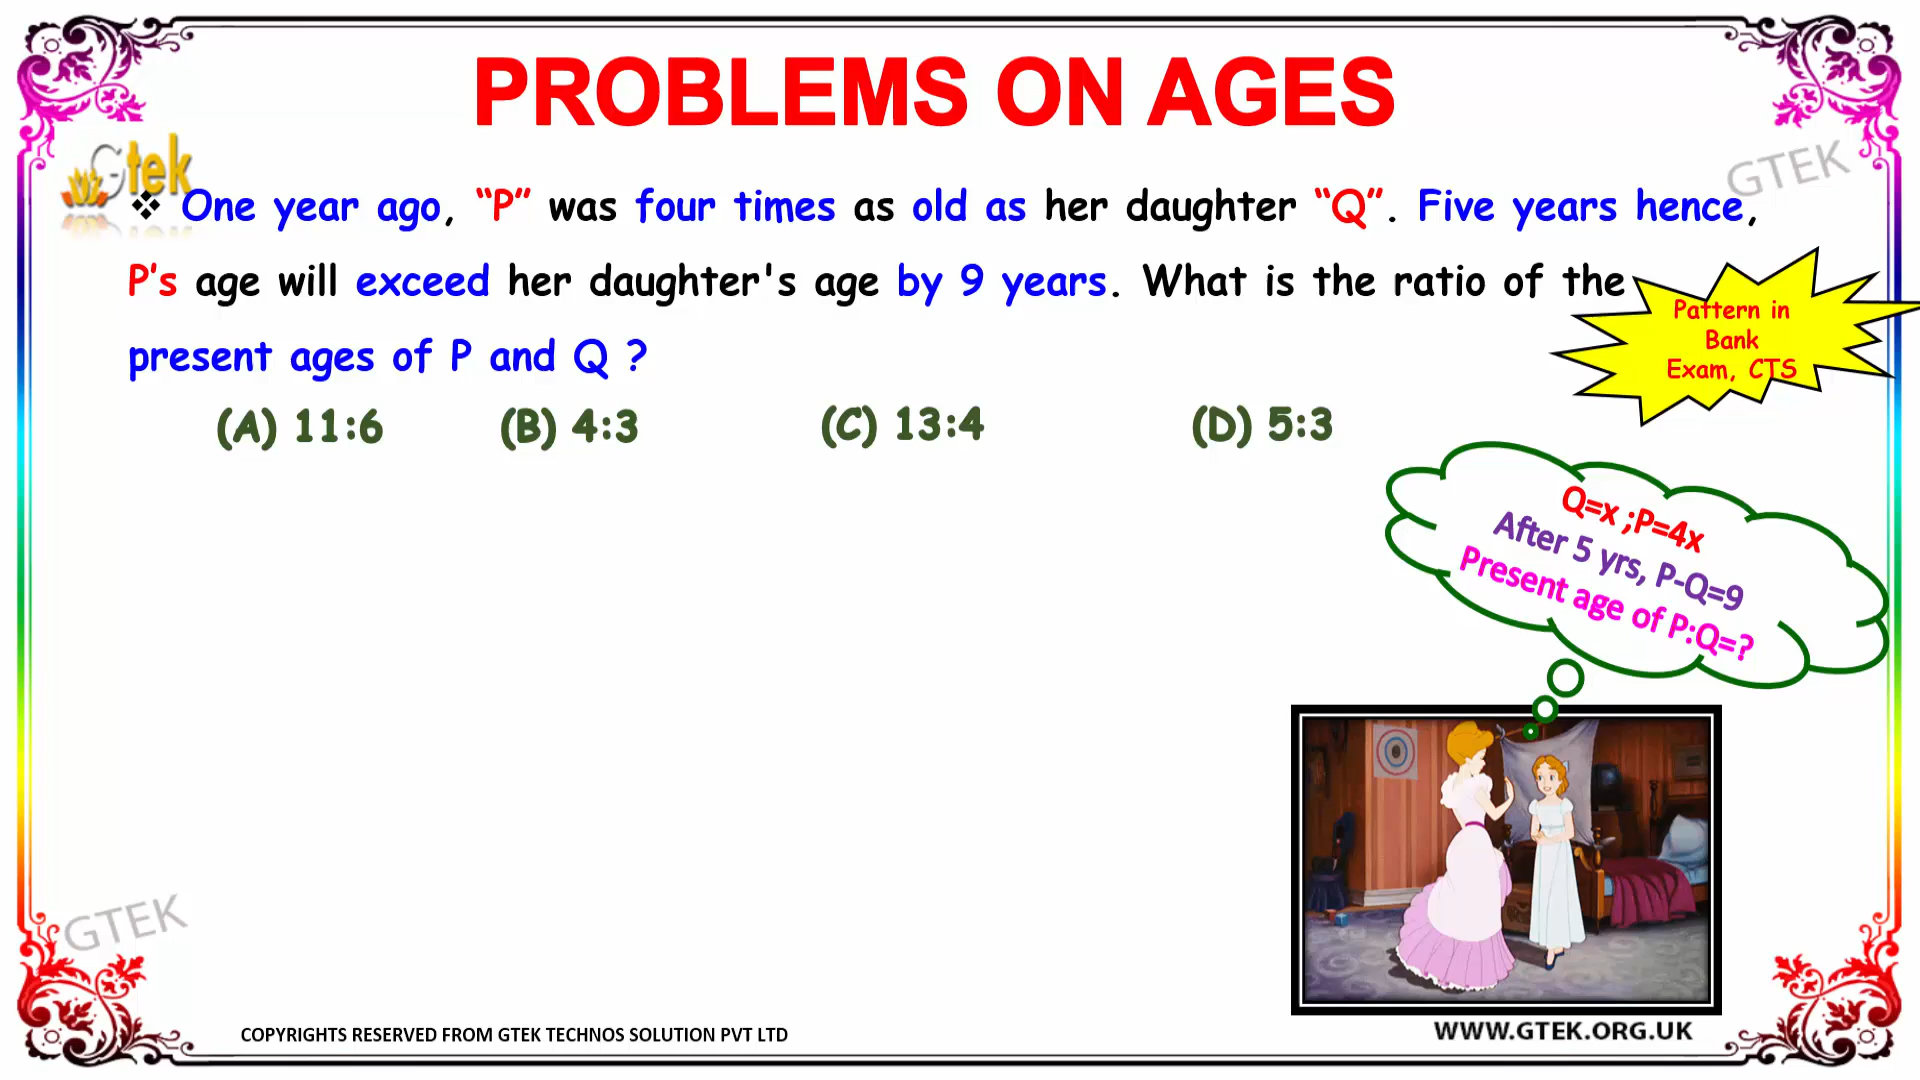 PROBLEMS ON AGES
Gtek
GTEK
❖ One year ago, “P” was four times as old as her daughter “Q”. Five years hence,
P’s age will exceed her daughter's age by 9 years. What is the ratio of the
present ages of P and Q ?
Pattern in
Bank
Exam, CTS
(A) 11:6 (B) 4:3 (C) 13:4 (D) 5:3
Q=x ;P=4x
After 5 yrs, P-Q=9
Present age of P:Q=?
GTEK
COPYRIGHTS RESERVED FROM GTEK TECHNOS SOLUTION PVT LTD
WWW.GTEK.ORG.UK